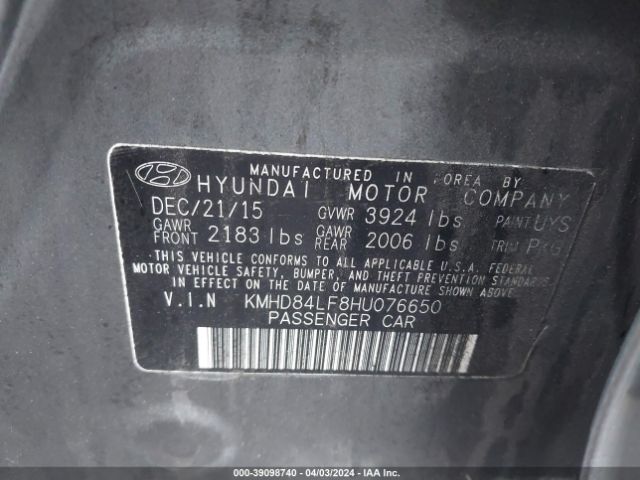 MANUFACTURED IN KOREA BY
HYUNDAI MOTOR COMPANY
DEC/21/15 GVWR 3924 lbs PAINT UYS
GAWR FRONT 2183 lbs GAWR REAR 2006 lbs TRIM
THIS VEHICLE CONFORMS TO ALL APPLICABLE U.S.A. FEDERAL
MOTOR VEHICLE SAFETY, BUMPER, AND THEFT PREVENTION STANDARDS
IN EFFECT ON THE DATE OF MANUFACTURE SHOWN ABOVE.
V.I.N KMHD84LF8HU076650
PASSENGER CAR
000-39098740 - 04/03/2024 - IAA